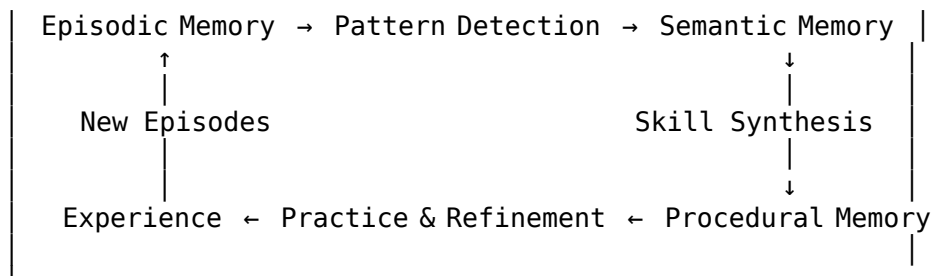 Episodic Memory → Pattern Detection → Semantic Memory
↑ ↓
New Episodes Skill Synthesis
↓
Experience ← Practice & Refinement ← Procedural Memory